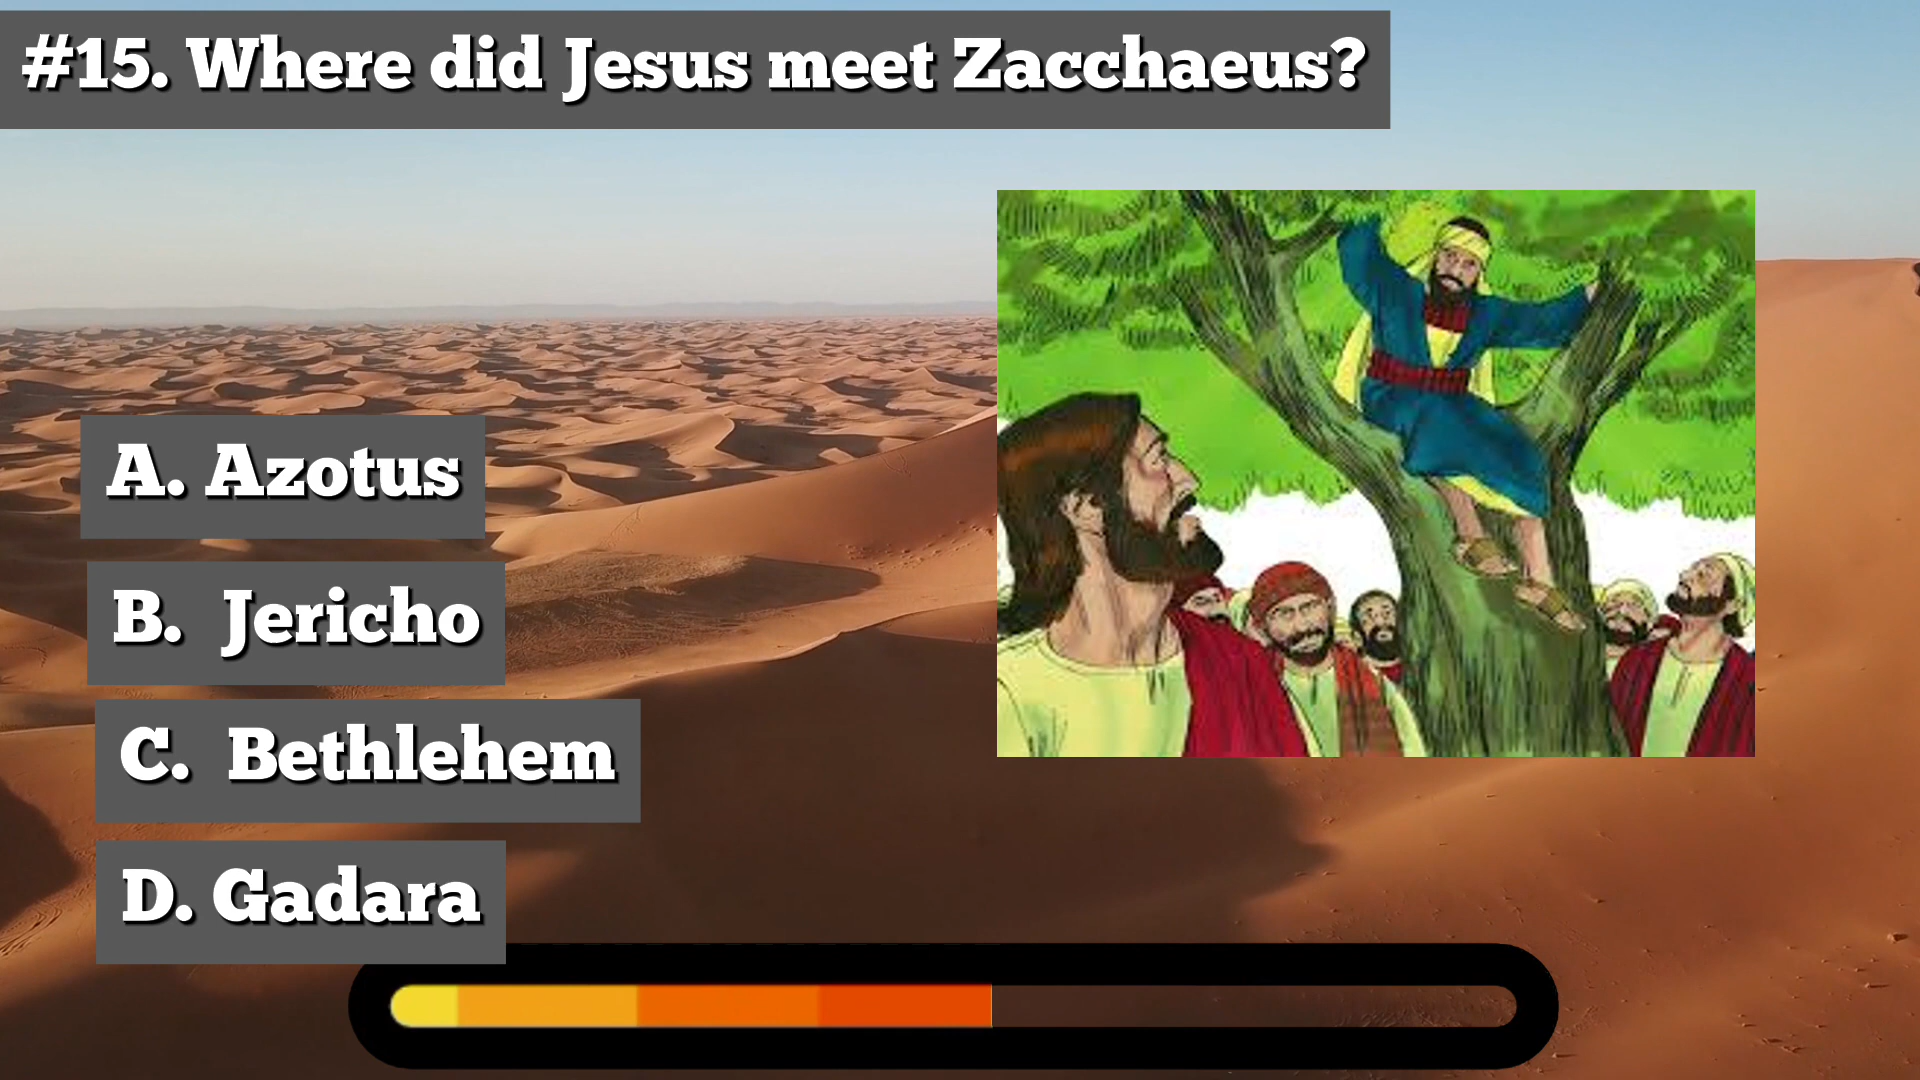 #15. Where did Jesus meet Zacchaeus?
A. Azotus
B. Jericho
C. Bethlehem
D. Gadara